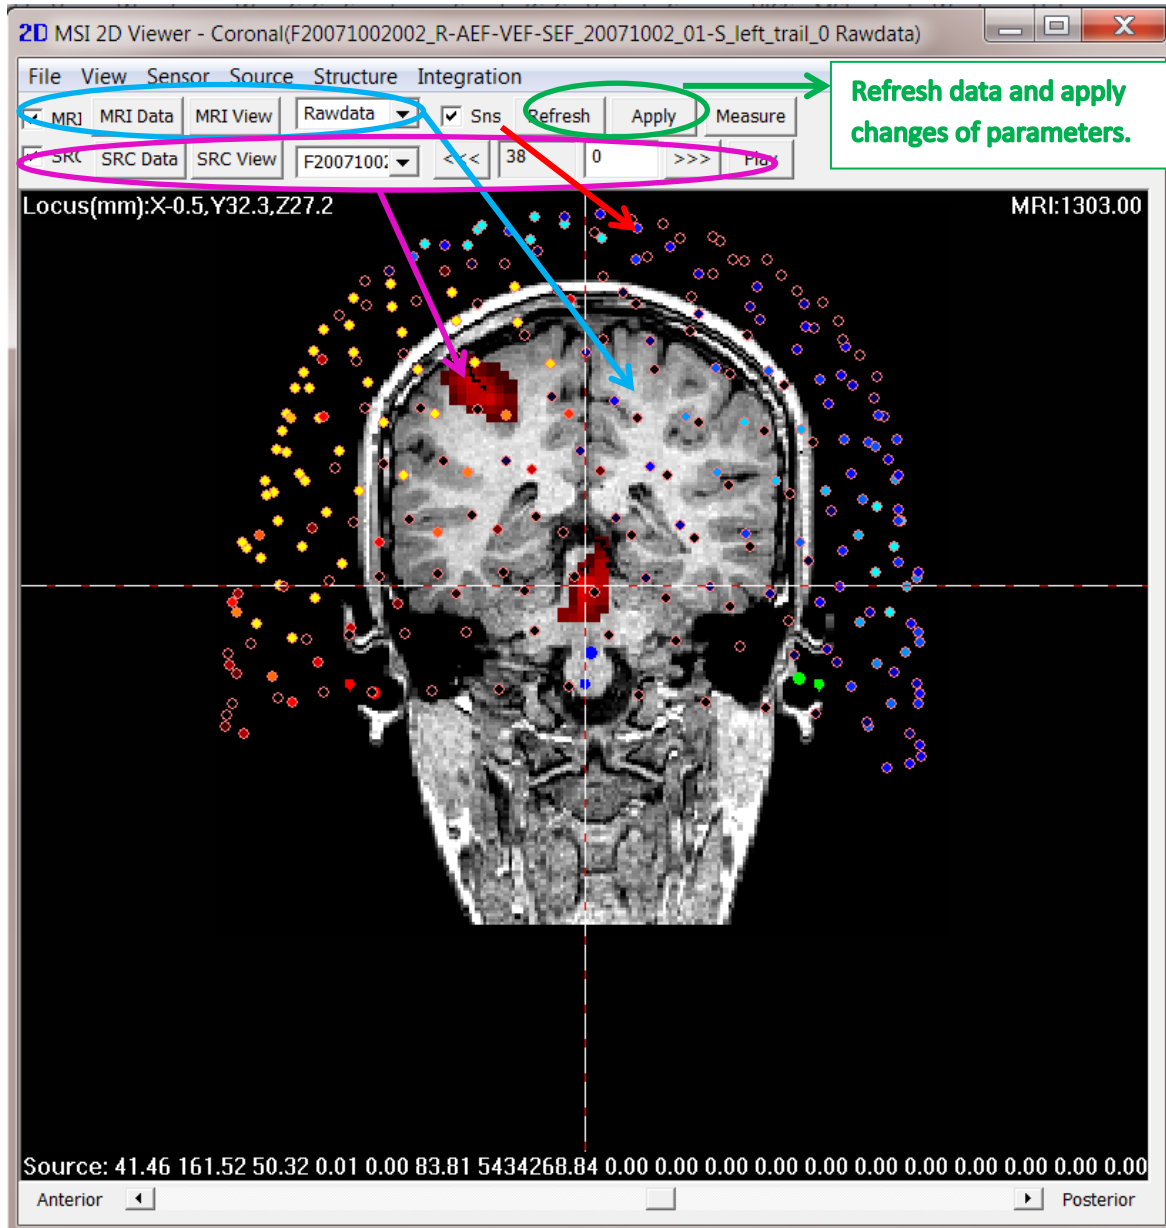 2D MSI 2D Viewer - Coronal(F20071002002_R-AEF-VEF-SEF_20071002_01-S_left_trail_0 Rawdata)
File View Sensor Source Structure Integration
MRI MRI Data MRI View Rawdata Sns Refresh Apply Measure
SRC SRC Data SRC View F20071002 <<< 38 0 >>> Play
Refresh data and apply
changes of parameters.
Locus(mm):X-0.5,Y32.3,Z27.2 MRI:1303.00
Source: 41.46 161.52 50.32 0.01 0.00 83.81 5434268.84 0.00 0.00 0.00 0.00 0.00 0.00 0.00 0.00 0.00 0.00
Anterior Posterior